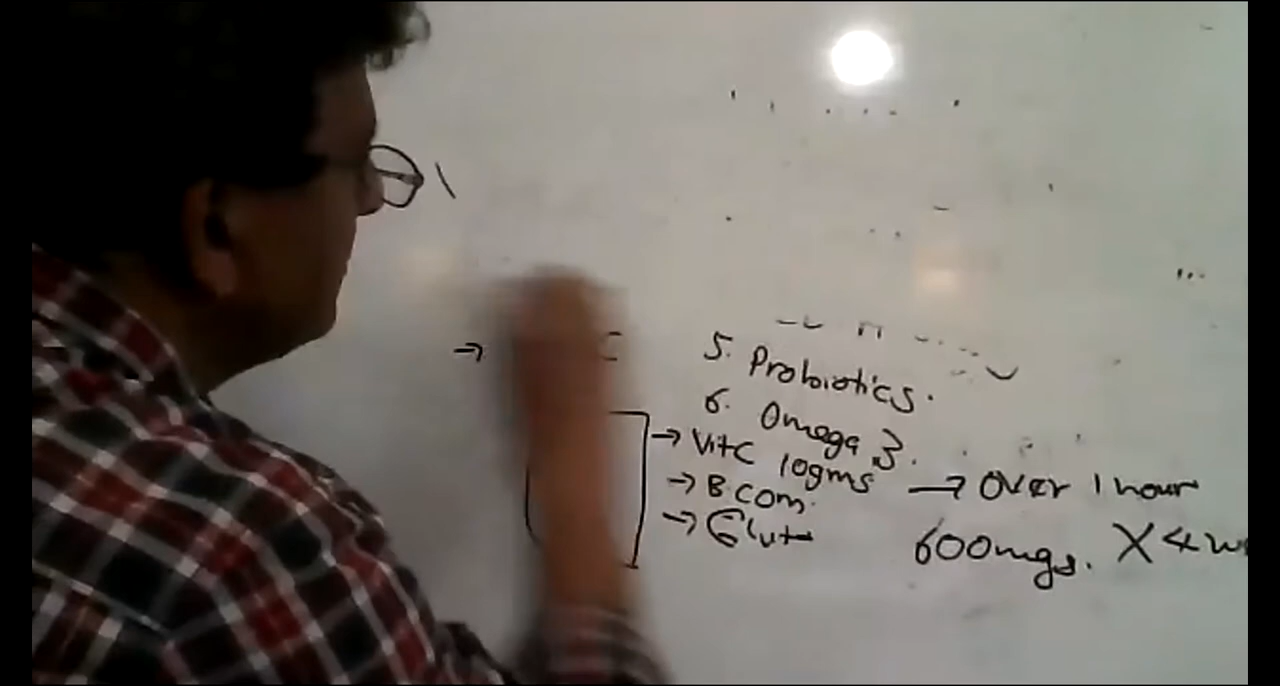 5. Probiotics.
6. Omega 3.
→ Vit C 10gms → Over 1 hour
→ B com.
→ Glut 600mgs. X 4